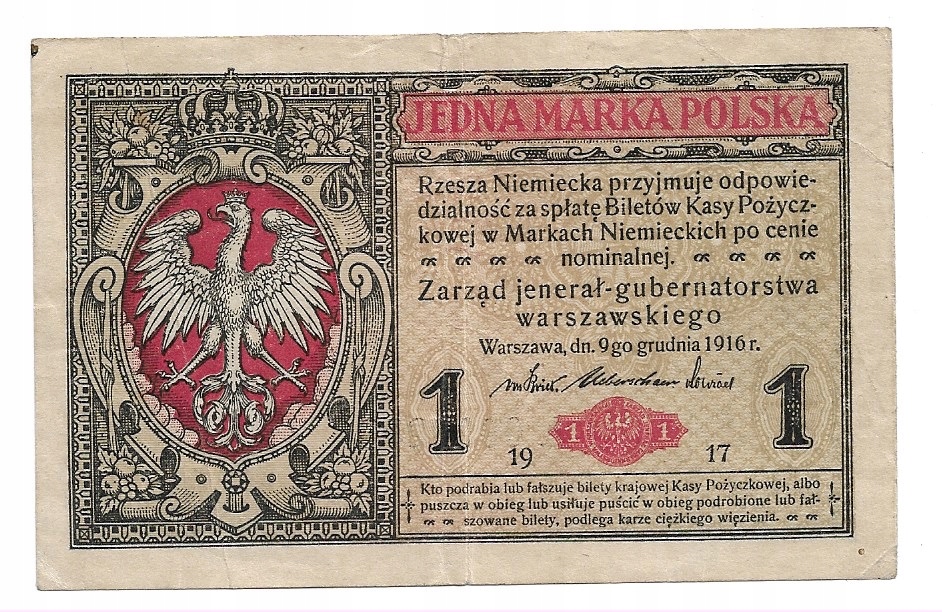 JEDNA MARKA POLSKA
Rzesza Niemiecka przyjmuje odpowie-
dzialność za spłatę Biletów Kasy Pożycz-
kowej w Markach Niemieckich po cenie
nominalnej.
Zarząd jenerał-gubernatorstwa
warszawskiego
Warszawa, dn. 9go grudnia 1916 r.
1 1
1 1
19 17
Kto podrabia lub fałszuje bilety krajowej Kasy Pożyczkowej, albo
puszcza w obieg lub usiłuje puścić w obieg podrobione lub fał-
szowane bilety, podlega karze ciężkiego więzienia.